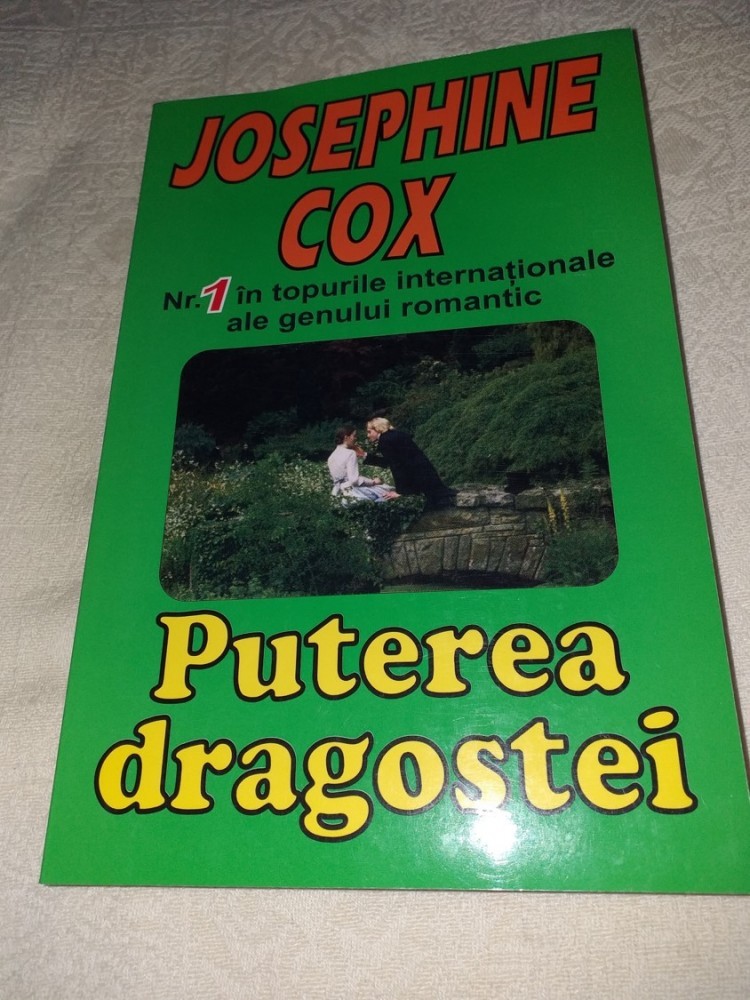 JOSEPHINE
COX
Nr.1 în topurile internaționale
ale genului romantic
Puterea
dragostei